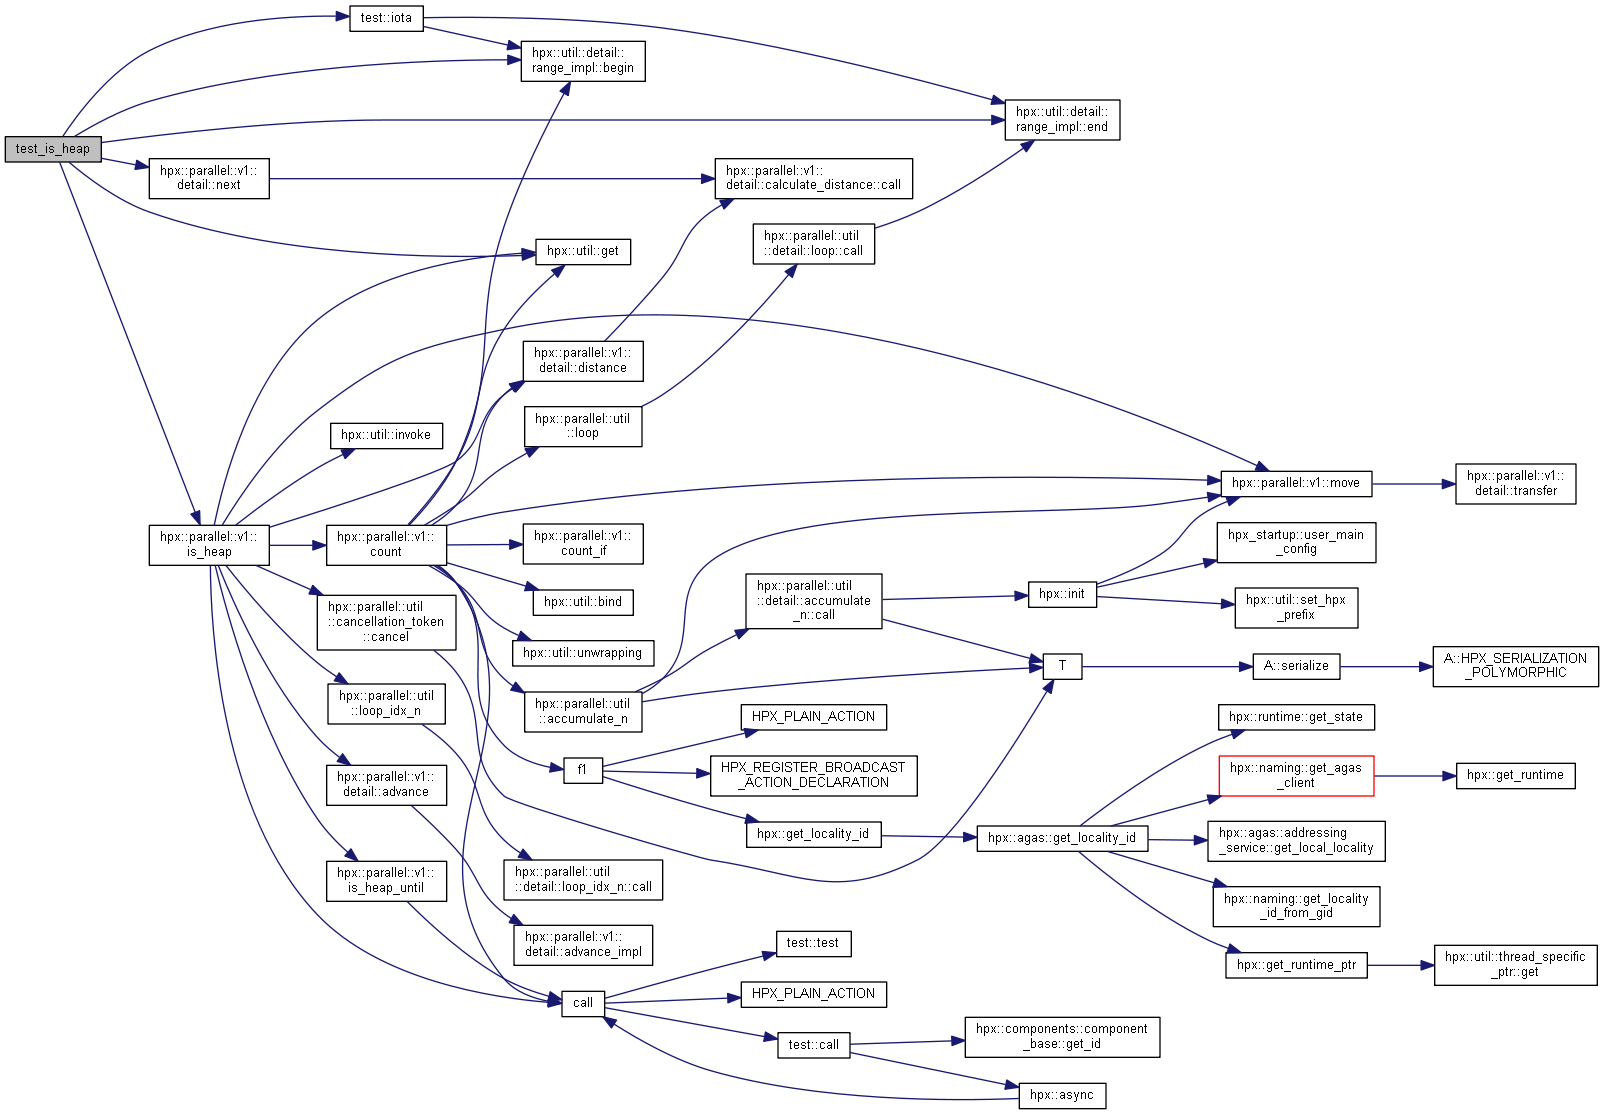 test::iota
hpx::util::detail::
range_impl::begin
hpx::util::detail::
range_impl::end
test_is_heap
hpx::parallel::v1::
detail::next
hpx::parallel::v1::
detail::calculate_distance::call
hpx::parallel::util
::detail::loop::call
hpx::util::get
hpx::parallel::v1::
detail::distance
hpx::parallel::util
::loop
hpx::util::invoke
hpx::parallel::v1::move
hpx::parallel::v1::
detail::transfer
hpx::parallel::v1::
is_heap
hpx::parallel::v1::
count
hpx::parallel::v1::
count_if
hpx_startup::user_main
_config
hpx::parallel::util
::detail::accumulate
_n::call
hpx::init
hpx::util::bind
hpx::util::set_hpx
_prefix
hpx::parallel::util
::cancellation_token
::cancel
hpx::util::unwrapping
T
A::serialize
A::HPX_SERIALIZATION
_POLYMORPHIC
hpx::parallel::util
::loop_idx_n
hpx::parallel::util
::accumulate_n
HPX_PLAIN_ACTION
hpx::runtime::get_state
f1
HPX_REGISTER_BROADCAST
_ACTION_DECLARATION
hpx::naming::get_agas
_client
hpx::get_runtime
hpx::parallel::v1::
detail::advance
hpx::get_locality_id
hpx::agas::get_locality_id
hpx::agas::addressing
_service::get_local_locality
hpx::parallel::v1::
is_heap_until
hpx::parallel::util
::detail::loop_idx_n::call
hpx::naming::get_locality
_id_from_gid
hpx::parallel::v1::
detail::advance_impl
test::test
hpx::get_runtime_ptr
hpx::util::thread_specific
_ptr::get
call
HPX_PLAIN_ACTION
test::call
hpx::components::component
_base::get_id
hpx::async